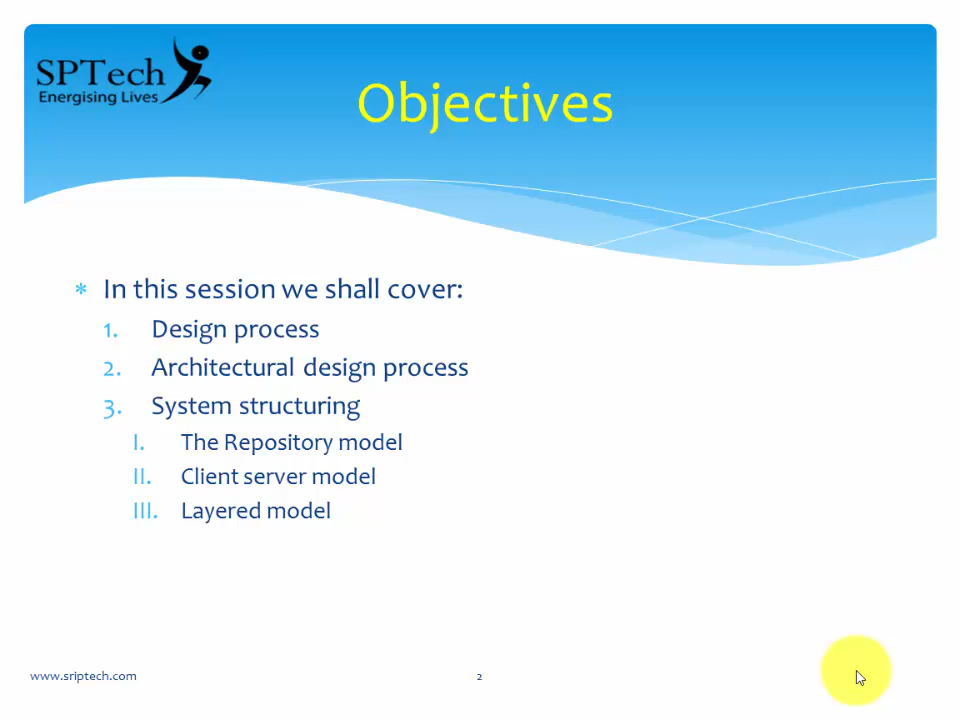 SPTech
Energising Lives
Objectives
* In this session we shall cover:
1. Design process
2. Architectural design process
3. System structuring
I. The Repository model
II. Client server model
III. Layered model
www.sriptech.com
2